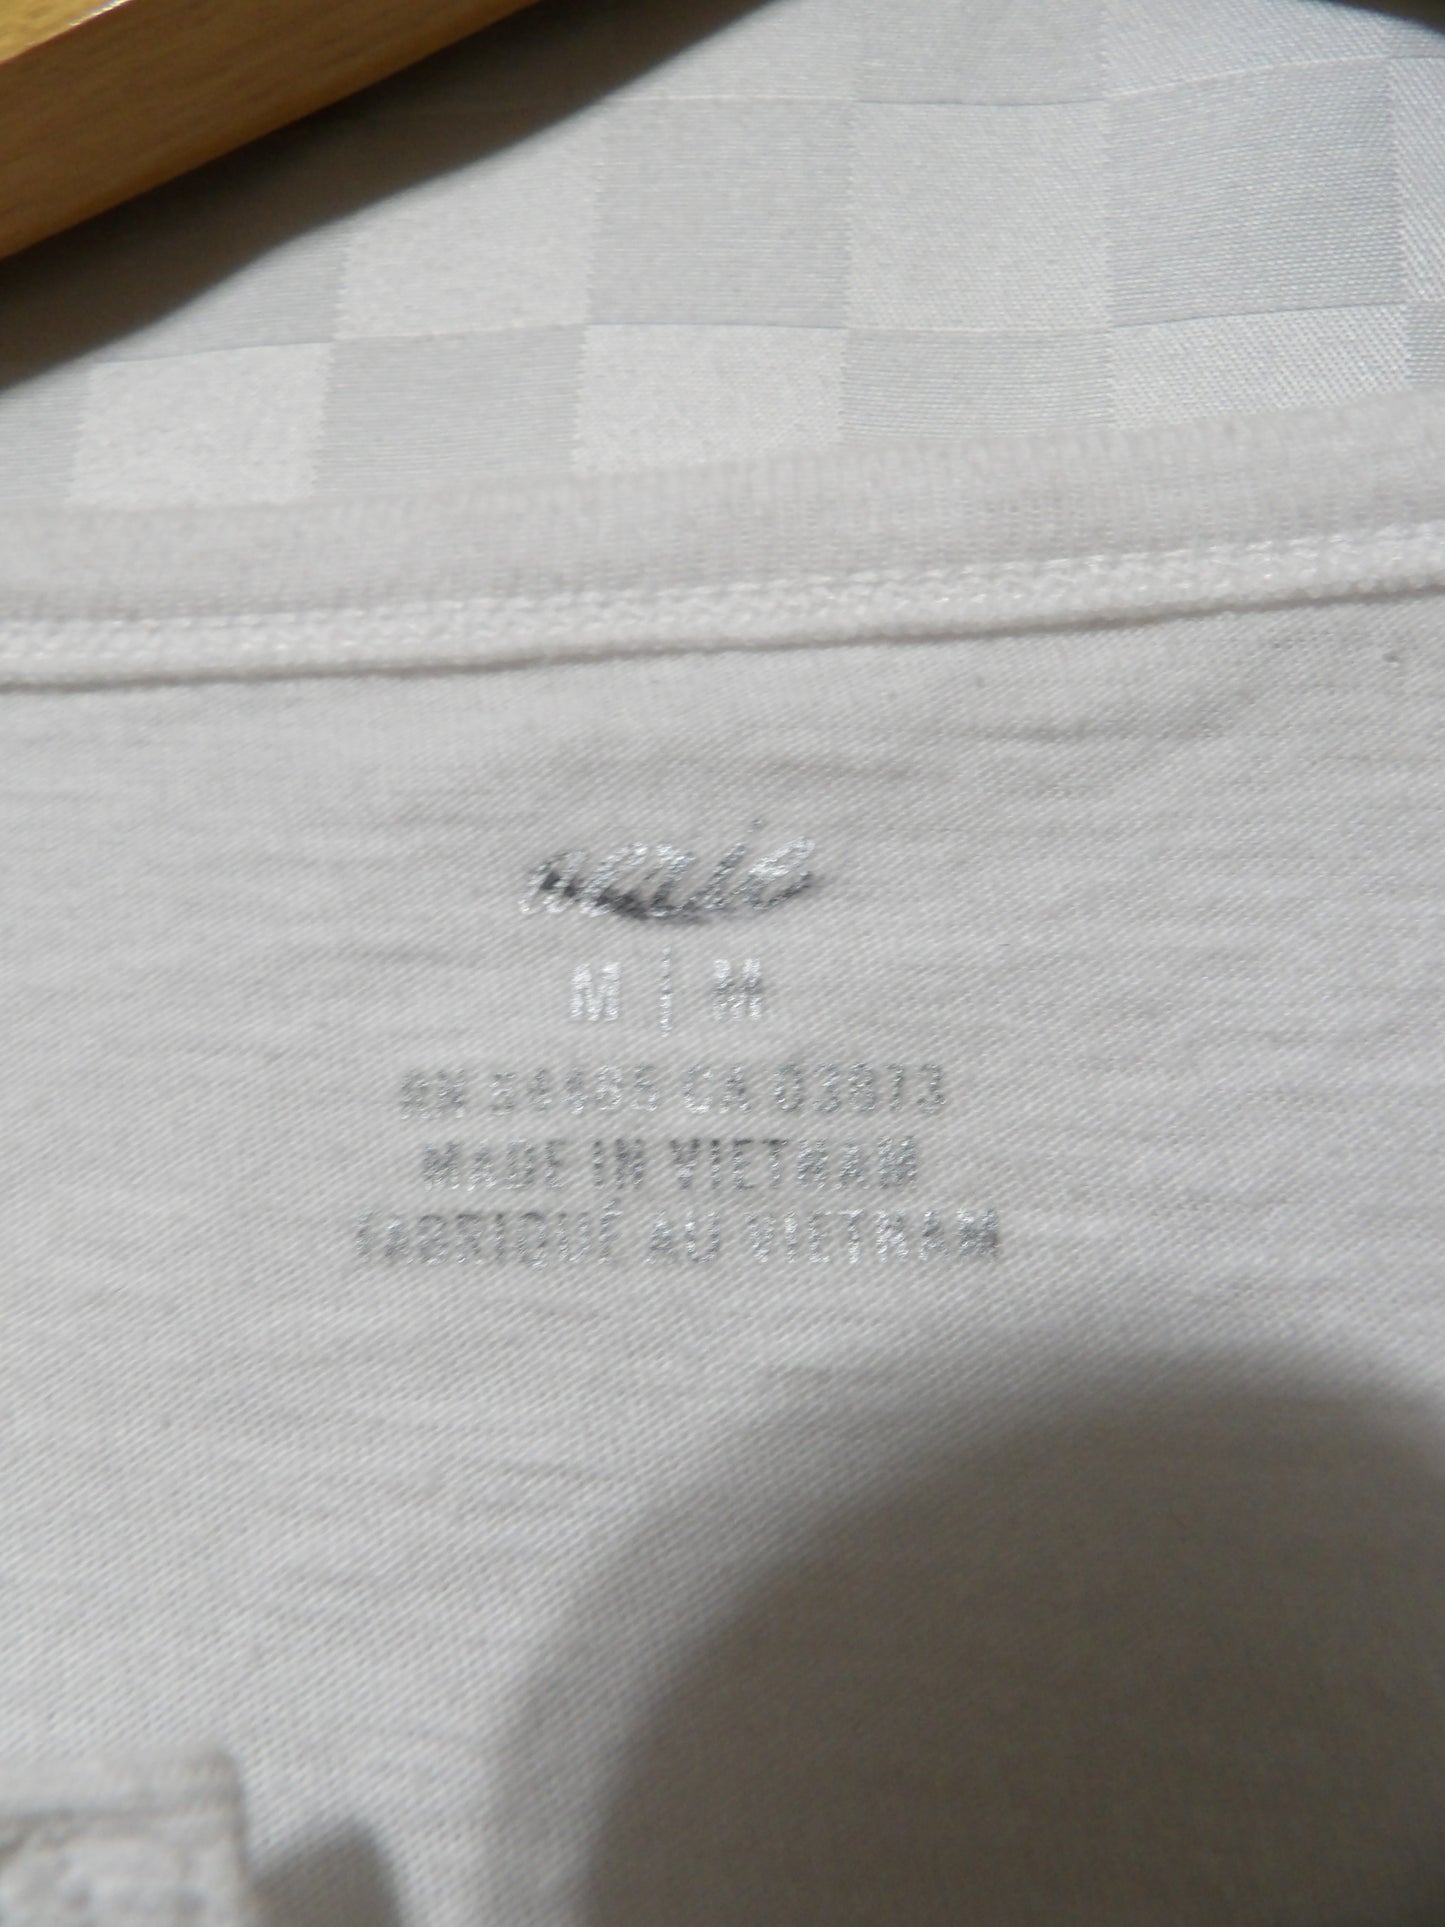 aerie
M | M
RN 54485 CA 03873
MADE IN VIETNAM
FABRIQUÉ AU VIETNAM